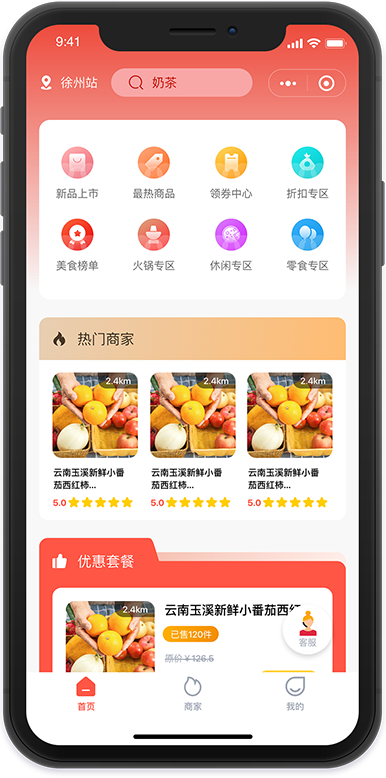 9:41
徐州站
奶茶
新品上市 最热商品 领券中心 折扣专区
美食榜单 火锅专区 休闲专区 零食专区
热门商家
2.4km 2.4km 2.4km
云南玉溪新鲜小番 云南玉溪新鲜小番 云南玉溪新鲜小番
茄西红柿... 茄西红柿... 茄西红柿...
5.0 5.0 5.0
优惠套餐
2.4km
云南玉溪新鲜小番茄西红
已售120件
原价￥126.5
客服
首页 商家 我的